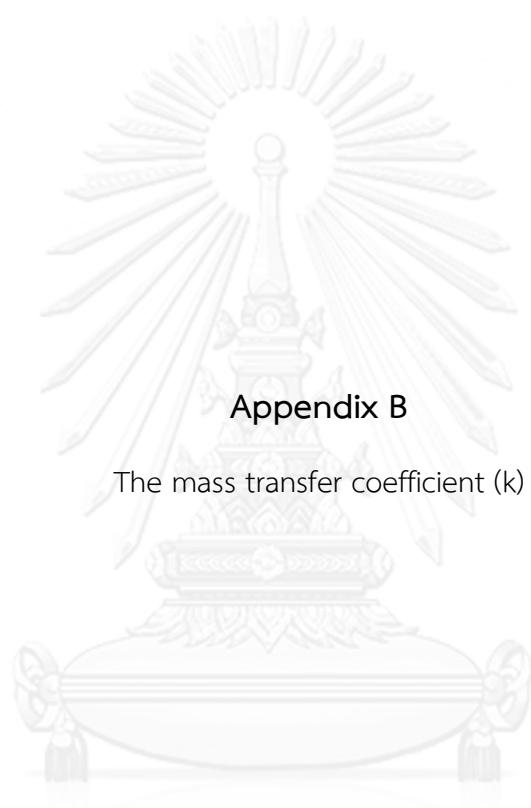 Appendix B
The mass transfer coefficient (k)